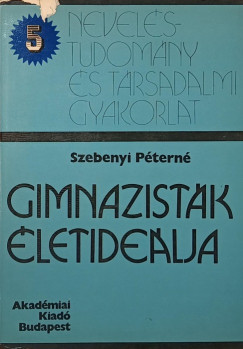 5
NEVELÉS-
TUDOMÁNY
ÉS TÁRSADALMI
GYAKORLAT
Szebenyi Péterné
GIMNAZISTÁK
ÉLETIDEÁLJA
Akadémiai
Kiadó
Budapest